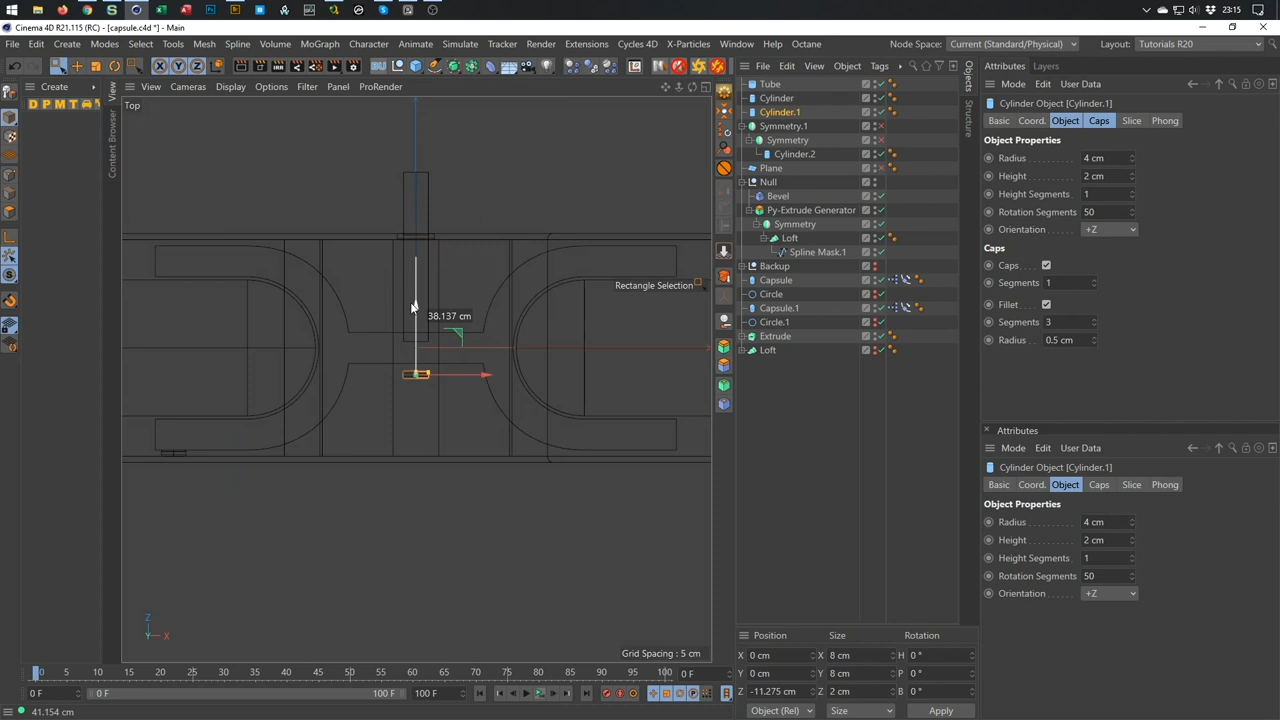 23:15
Cinema 4D R21.115 (RC) - [capsule.c4d *] - Main
File Edit Create Modes Select Tools Mesh Spline Volume MoGraph Character Animate Simulate Tracker Render Extensions Cycles 4D X-Particles Window Help Octane Node Space: Current (Standard/Physical) Layout: Tutorials R20
Create View Cameras Display Options Filter Panel ProRender
File Edit View Object Tags
Attributes Layers
Mode Edit User Data
D P M T
Top
View
Content Browser
Objects
Structure
Tube
Cylinder
Cylinder.1
Symmetry.1
Symmetry
Cylinder.2
Plane
Null
Bevel
Py-Extrude Generator
Symmetry
Loft
Spline Mask.1
Backup
Capsule
Circle
Capsule.1
Circle.1
Extrude
Loft
Cylinder Object [Cylinder.1]
Basic Coord. Object Caps Slice Phong
Object Properties
Radius . . . . . . . . . 4 cm
Height . . . . . . . . . 2 cm
Height Segments . 1
Rotation Segments 50
Orientation . . . . . . +Z
Caps
Caps . . . . . .
Segments 1
Fillet . . . . . .
Segments 3
Radius . . . 0.5 cm
Rectangle Selection
38.137 cm
Attributes
Mode Edit User Data
Cylinder Object [Cylinder.1]
Basic Coord. Object Caps Slice Phong
Object Properties
Radius . . . . . . . . . 4 cm
Height . . . . . . . . . 2 cm
Height Segments . 1
Rotation Segments 50
Orientation . . . . . . +Z
Z
Y X
Grid Spacing : 5 cm
Position Size Rotation
X 0 cm X 8 cm H 0 °
Y 0 cm Y 8 cm P 0 °
Z -11.275 cm Z 2 cm B 0 °
Object (Rel) Size Apply
0 5 10 15 20 25 30 35 40 45 50 55 60 65 70 75 80 85 90 95 100 0 F
0 F 0 F 100 F 100 F
41.154 cm